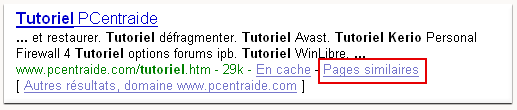 Tutoriel PCentraide
... et restaurer. Tutoriel défragmenter. Tutoriel Avast. Tutoriel Kerio Personal
Firewall 4 Tutoriel options forums ipb. Tutoriel WinLibre. ...
www.pcentraide.com/tutoriel.htm - 29k - En cache - Pages similaires
[ Autres résultats, domaine www.pcentraide.com ]